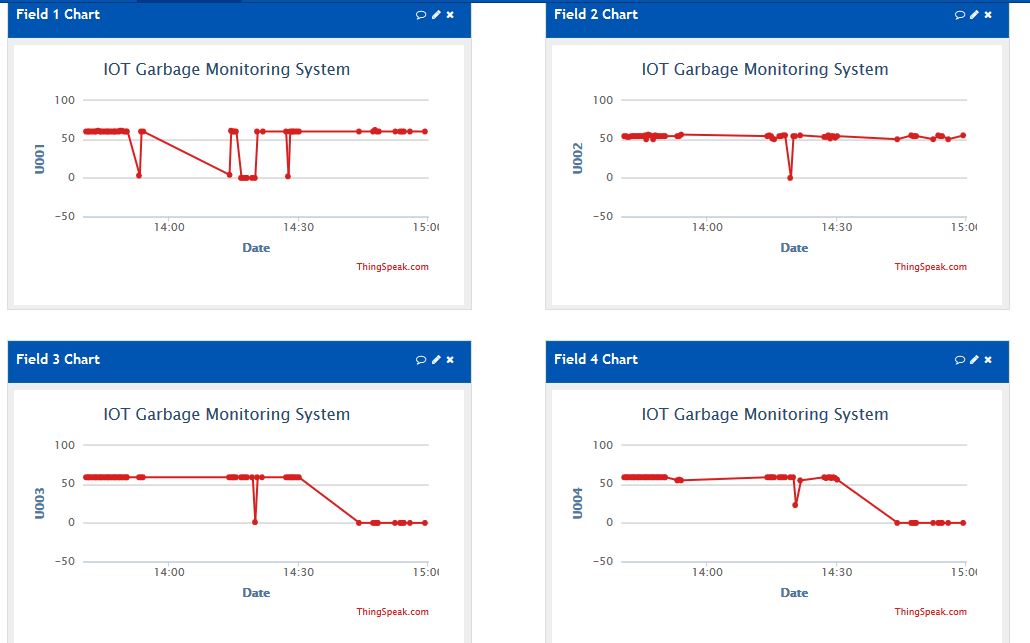 Field 1 Chart
IOT Garbage Monitoring System
U001
100
50
0
−50
14:00
14:30
15:00
Date
ThingSpeak.com
Field 2 Chart
IOT Garbage Monitoring System
U002
100
50
0
−50
14:00
14:30
15:00
Date
ThingSpeak.com
Field 3 Chart
IOT Garbage Monitoring System
U003
100
50
0
−50
14:00
14:30
15:00
Date
ThingSpeak.com
Field 4 Chart
IOT Garbage Monitoring System
U004
100
50
0
−50
14:00
14:30
15:00
Date
ThingSpeak.com